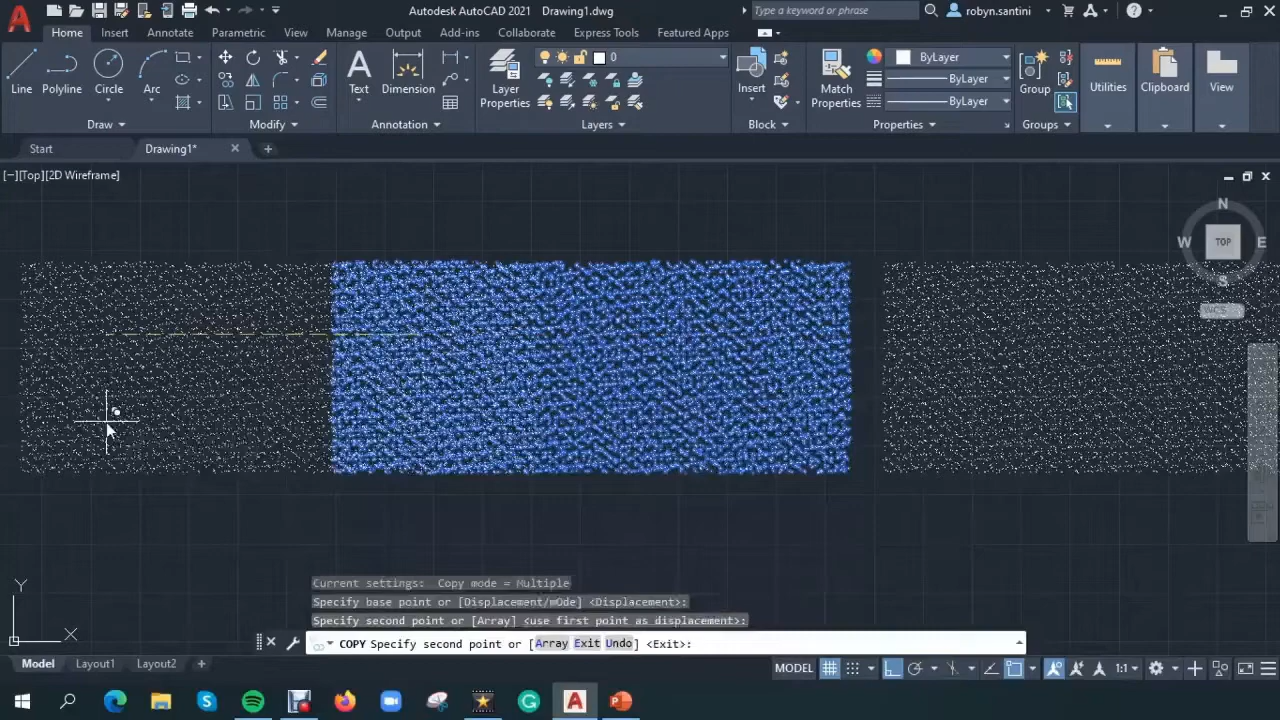 Autodesk AutoCAD 2021 Drawing1.dwg
Type a keyword or phrase
robyn.santini
Home Insert Annotate Parametric View Manage Output Add-ins Collaborate Express Tools Featured Apps
0
ByLayer
ByLayer
ByLayer
Line Polyline Circle Arc
Text Dimension
Layer Properties
Insert
Match Properties
Group
Utilities Clipboard View
Draw Modify Annotation Layers Block Properties Groups
Start Drawing1*
[−][Top][2D Wireframe]
N
W TOP E
S
WCS
Current settings: Copy mode = Multiple
Specify base point or [Displacement/mOde] <Displacement>:
Specify second point or [Array] <use first point as displacement>:
COPY Specify second point or [Array Exit Undo] <Exit>:
Y
X
Model Layout1 Layout2
MODEL 1:1